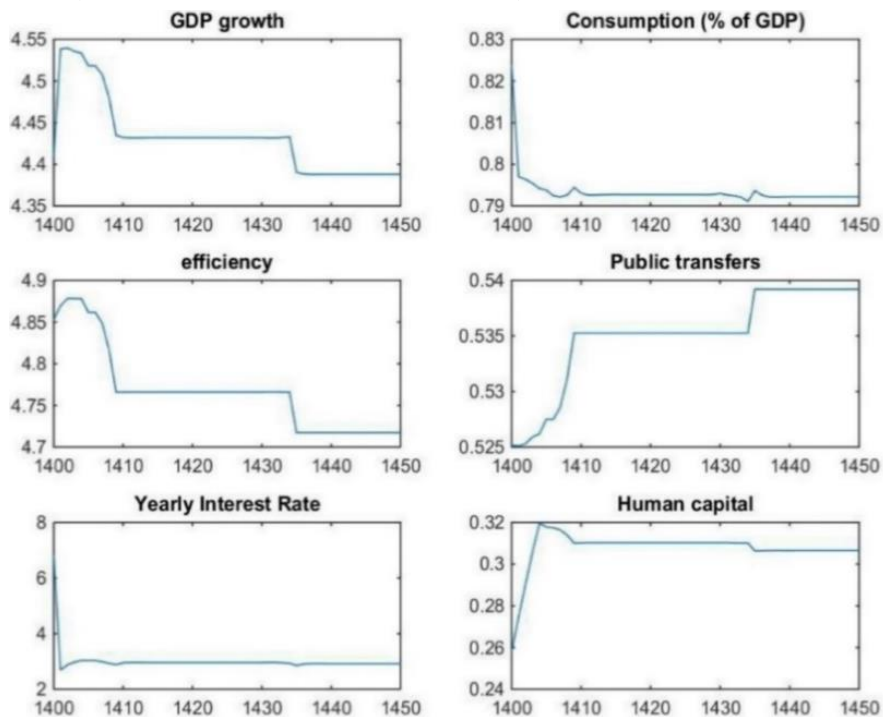 GDP growth
4.55
4.5
4.45
4.4
4.35
1400 1410 1420 1430 1440 1450
Consumption (% of GDP)
0.83
0.82
0.81
0.8
0.79
1400 1410 1420 1430 1440 1450
efficiency
4.9
4.85
4.8
4.75
4.7
1400 1410 1420 1430 1440 1450
Public transfers
0.54
0.535
0.53
0.525
1400 1410 1420 1430 1440 1450
Yearly Interest Rate
8
6
4
2
1400 1410 1420 1430 1440 1450
Human capital
0.32
0.3
0.28
0.26
0.24
1400 1410 1420 1430 1440 1450